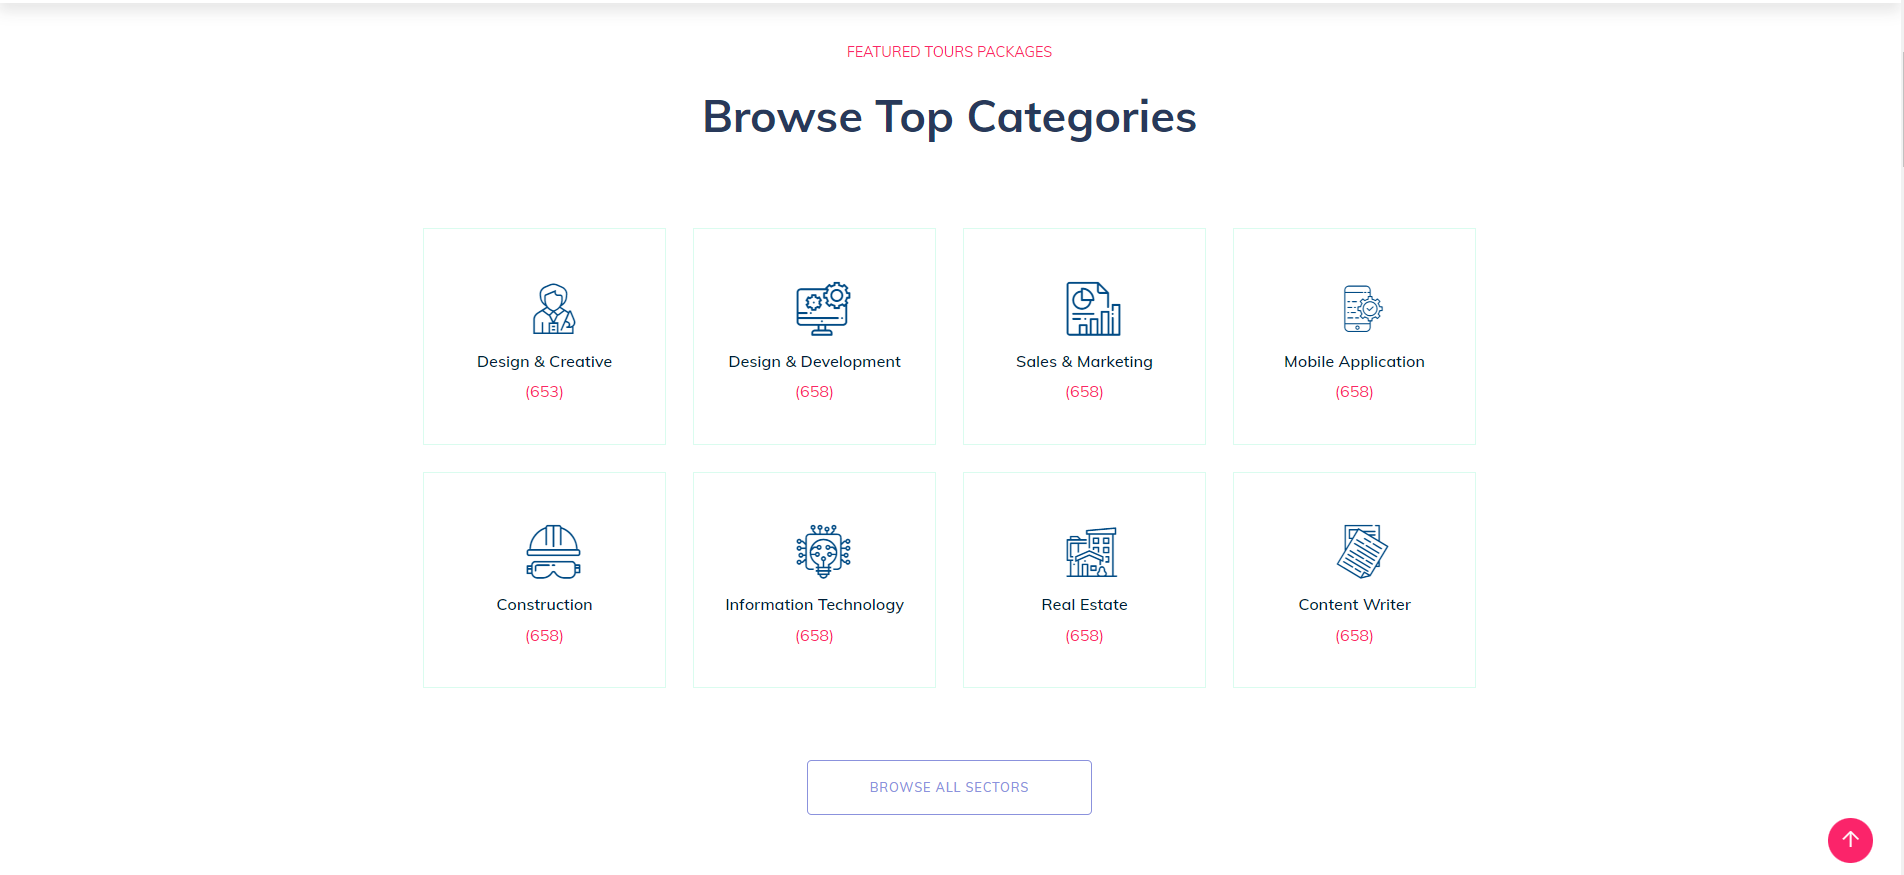 FEATURED TOURS PACKAGES
Browse Top Categories
Design & Creative
(653)
Design & Development
(658)
Sales & Marketing
(658)
Mobile Application
(658)
Construction
(658)
Information Technology
(658)
Real Estate
(658)
Content Writer
(658)
BROWSE ALL SECTORS